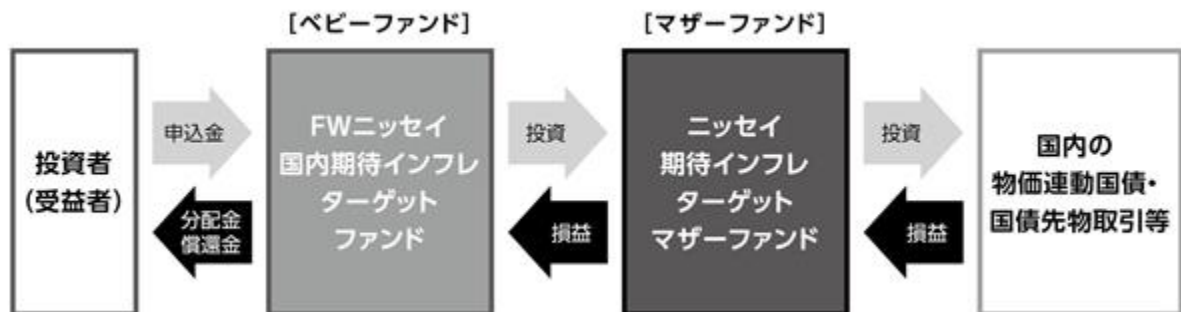 [ベビーファンド]
[マザーファンド]
投資者
(受益者)
申込金
分配金
償還金
FWニッセイ
国内期待インフレ
ターゲット
ファンド
投資
損益
ニッセイ
期待インフレ
ターゲット
マザーファンド
投資
損益
国内の
物価連動国債・
国債先物取引等